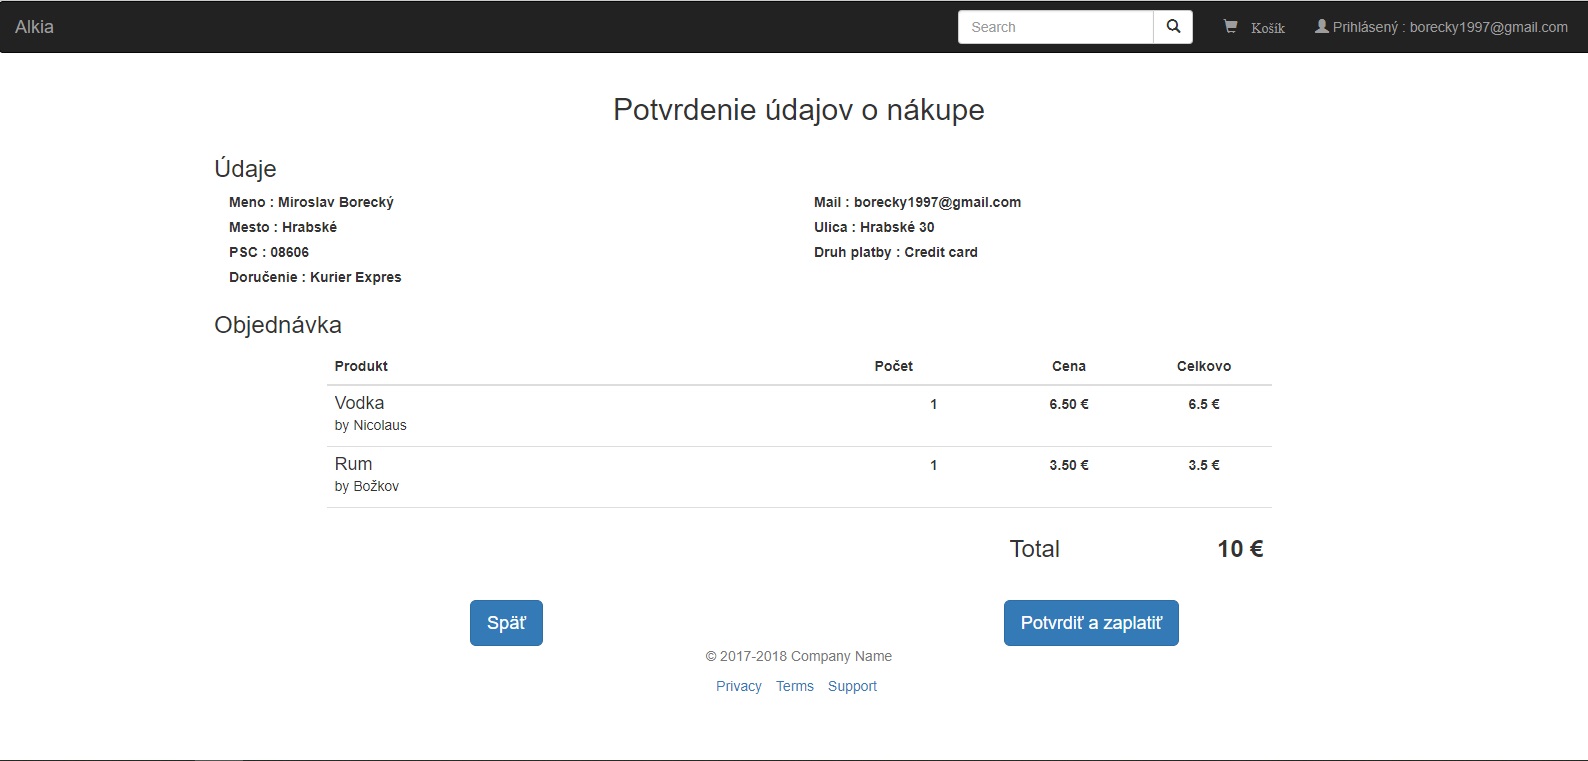 Alkia Search Košík Prihlásený : borecky1997@gmail.com
Potvrdenie údajov o nákupe
Údaje
Meno : Miroslav Borecký Mail : borecky1997@gmail.com
Mesto : Hrabské Ulica : Hrabské 30
PSC : 08606 Druh platby : Credit card
Doručenie : Kurier Expres
Objednávka
Produkt Počet Cena Celkovo
Vodka 1 6.50 € 6.5 €
by Nicolaus
Rum 1 3.50 € 3.5 €
by Božkov
Total 10 €
Späť Potvrdiť a zaplatiť
© 2017-2018 Company Name
Privacy Terms Support